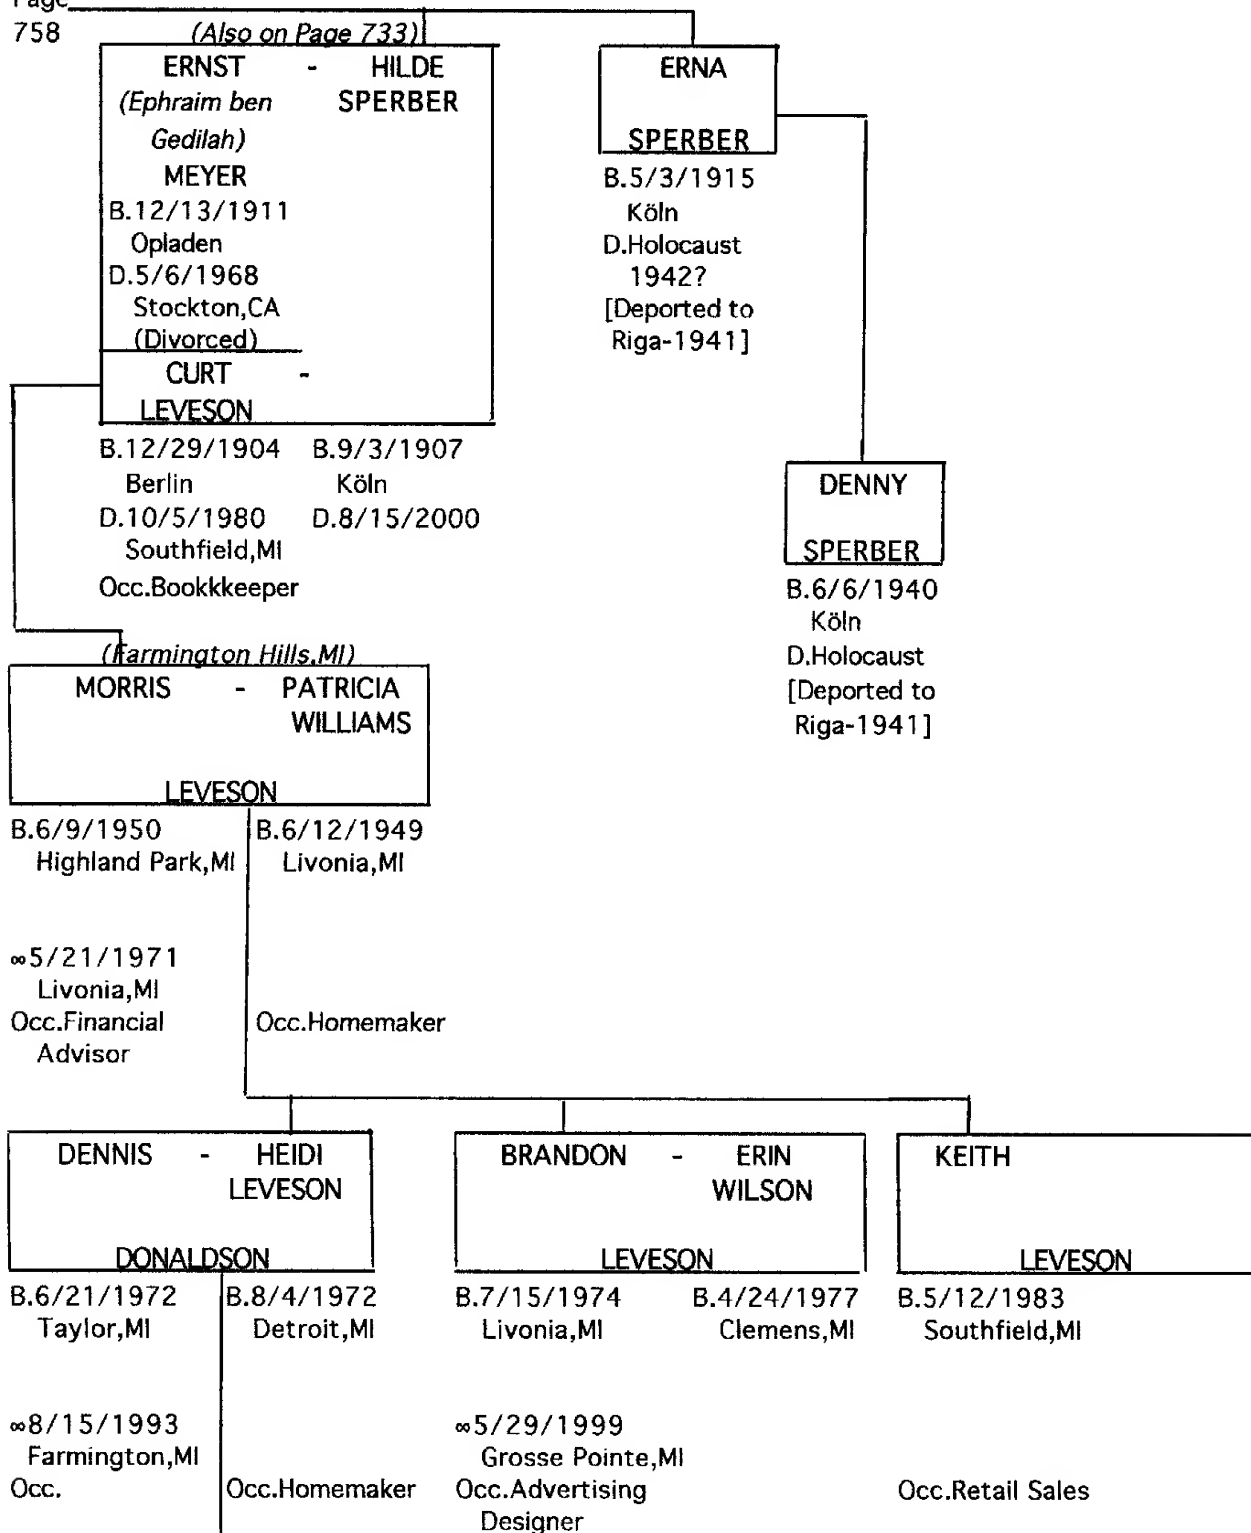 Page
758
(Also on Page 733)
ERNST - HILDE
(Ephraim ben SPERBER
Gedilah)
MEYER
B.12/13/1911
Opladen
D.5/6/1968
Stockton,CA
(Divorced)
CURT -
LEVESON
B.12/29/1904 B.9/3/1907
Berlin Köln
D.10/5/1980 D.8/15/2000
Southfield,MI
Occ.Bookkkeeper
ERNA
SPERBER
B.5/3/1915
Köln
D.Holocaust
1942?
[Deported to
Riga-1941]
DENNY
SPERBER
B.6/6/1940
Köln
D.Holocaust
[Deported to
Riga-1941]
(Farmington Hills,MI)
MORRIS - PATRICIA
WILLIAMS
LEVESON
B.6/9/1950 B.6/12/1949
Highland Park,MI Livonia,MI
∞5/21/1971
Livonia,MI
Occ.Financial Occ.Homemaker
Advisor
DENNIS - HEIDI
LEVESON
DONALDSON
B.6/21/1972 B.8/4/1972
Taylor,MI Detroit,MI
∞8/15/1993
Farmington,MI
Occ. Occ.Homemaker
BRANDON - ERIN
WILSON
LEVESON
B.7/15/1974 B.4/24/1977
Livonia,MI Clemens,MI
∞5/29/1999
Grosse Pointe,MI
Occ.Advertising
Designer
KEITH
LEVESON
B.5/12/1983
Southfield,MI
Occ.Retail Sales